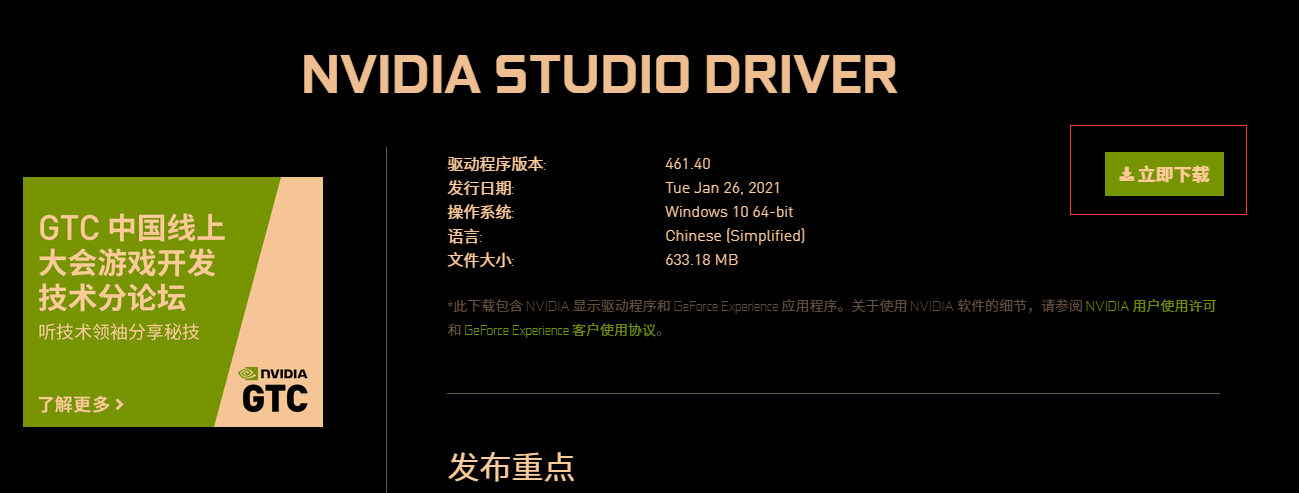 NVIDIA STUDIO DRIVER
GTC 中国线上
大会游戏开发
技术分论坛
听技术领袖分享秘技
了解更多
NVIDIA
GTC
驱动程序版本: 461.40
发行日期: Tue Jan 26, 2021
操作系统: Windows 10 64-bit
语言: Chinese (Simplified)
文件大小: 633.18 MB
立即下载
*此下载包含 NVIDIA 显示驱动程序和 GeForce Experience 应用程序。关于使用 NVIDIA 软件的细节，请参阅 NVIDIA 用户使用许可
和 GeForce Experience 客户使用协议。
发布重点